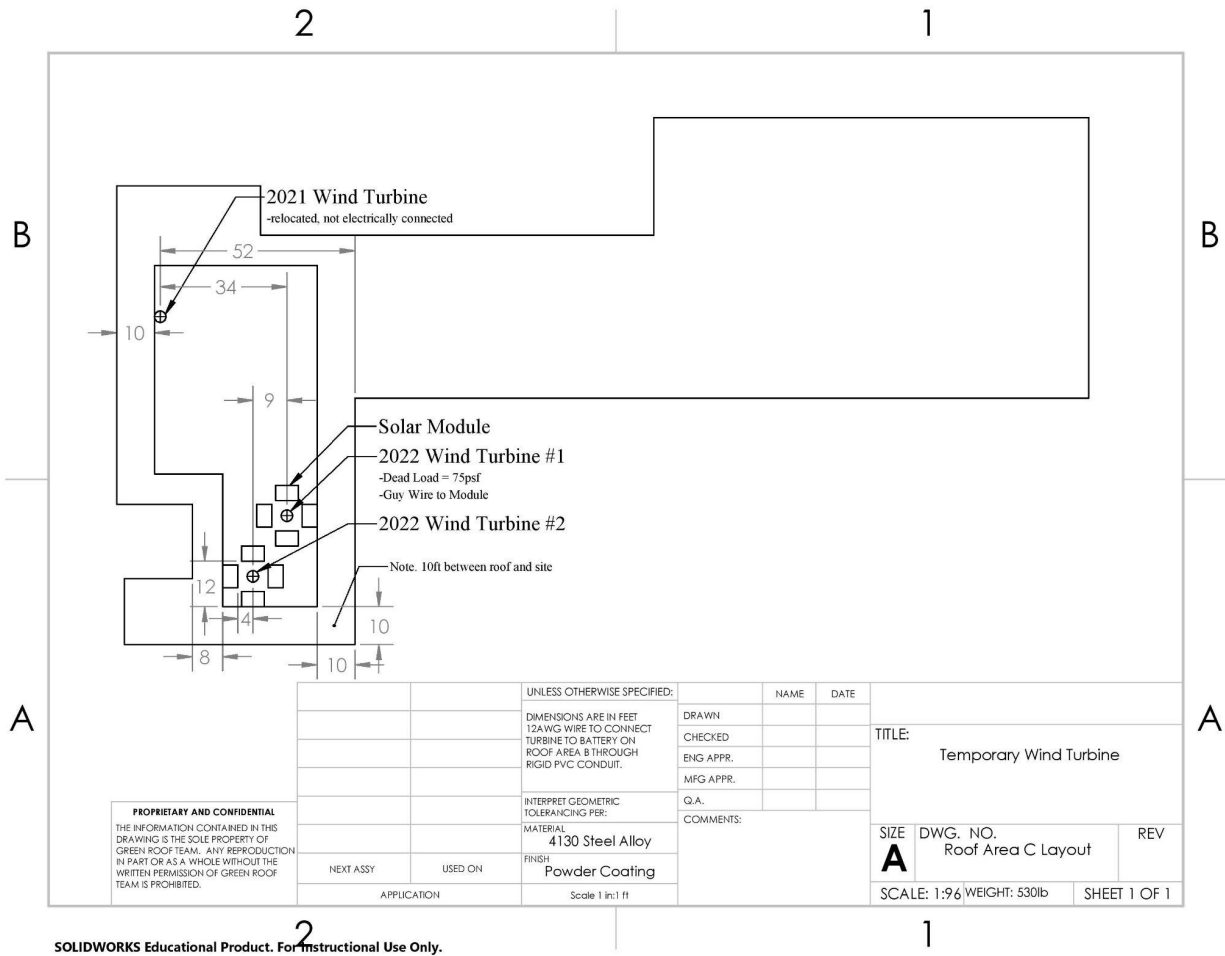 2
1
B
B
A
A
2021 Wind Turbine
-relocated, not electrically connected
52
34
10
9
Solar Module
2022 Wind Turbine #1
-Dead Load = 75psf
-Guy Wire to Module
2022 Wind Turbine #2
Note. 10ft between roof and site
12
4
10
8
10
UNLESS OTHERWISE SPECIFIED:
DIMENSIONS ARE IN FEET
12AWG WIRE TO CONNECT
TURBINE TO BATTERY ON
ROOF AREA B THROUGH
RIGID PVC CONDUIT.
INTERPRET GEOMETRIC
TOLERANCING PER:
MATERIAL
4130 Steel Alloy
FINISH
Powder Coating
Scale 1 in:1 ft
NAME
DATE
DRAWN
CHECKED
ENG APPR.
MFG APPR.
Q.A.
COMMENTS:
TITLE:
Temporary Wind Turbine
SIZE
A
DWG. NO.
Roof Area C Layout
REV
SCALE: 1:96
WEIGHT: 530lb
SHEET 1 OF 1
PROPRIETARY AND CONFIDENTIAL
THE INFORMATION CONTAINED IN THIS
DRAWING IS THE SOLE PROPERTY OF
GREEN ROOF TEAM. ANY REPRODUCTION
IN PART OR AS A WHOLE WITHOUT THE
WRITTEN PERMISSION OF GREEN ROOF
TEAM IS PROHIBITED.
NEXT ASSY
USED ON
APPLICATION
2
1
SOLIDWORKS Educational Product. For Instructional Use Only.